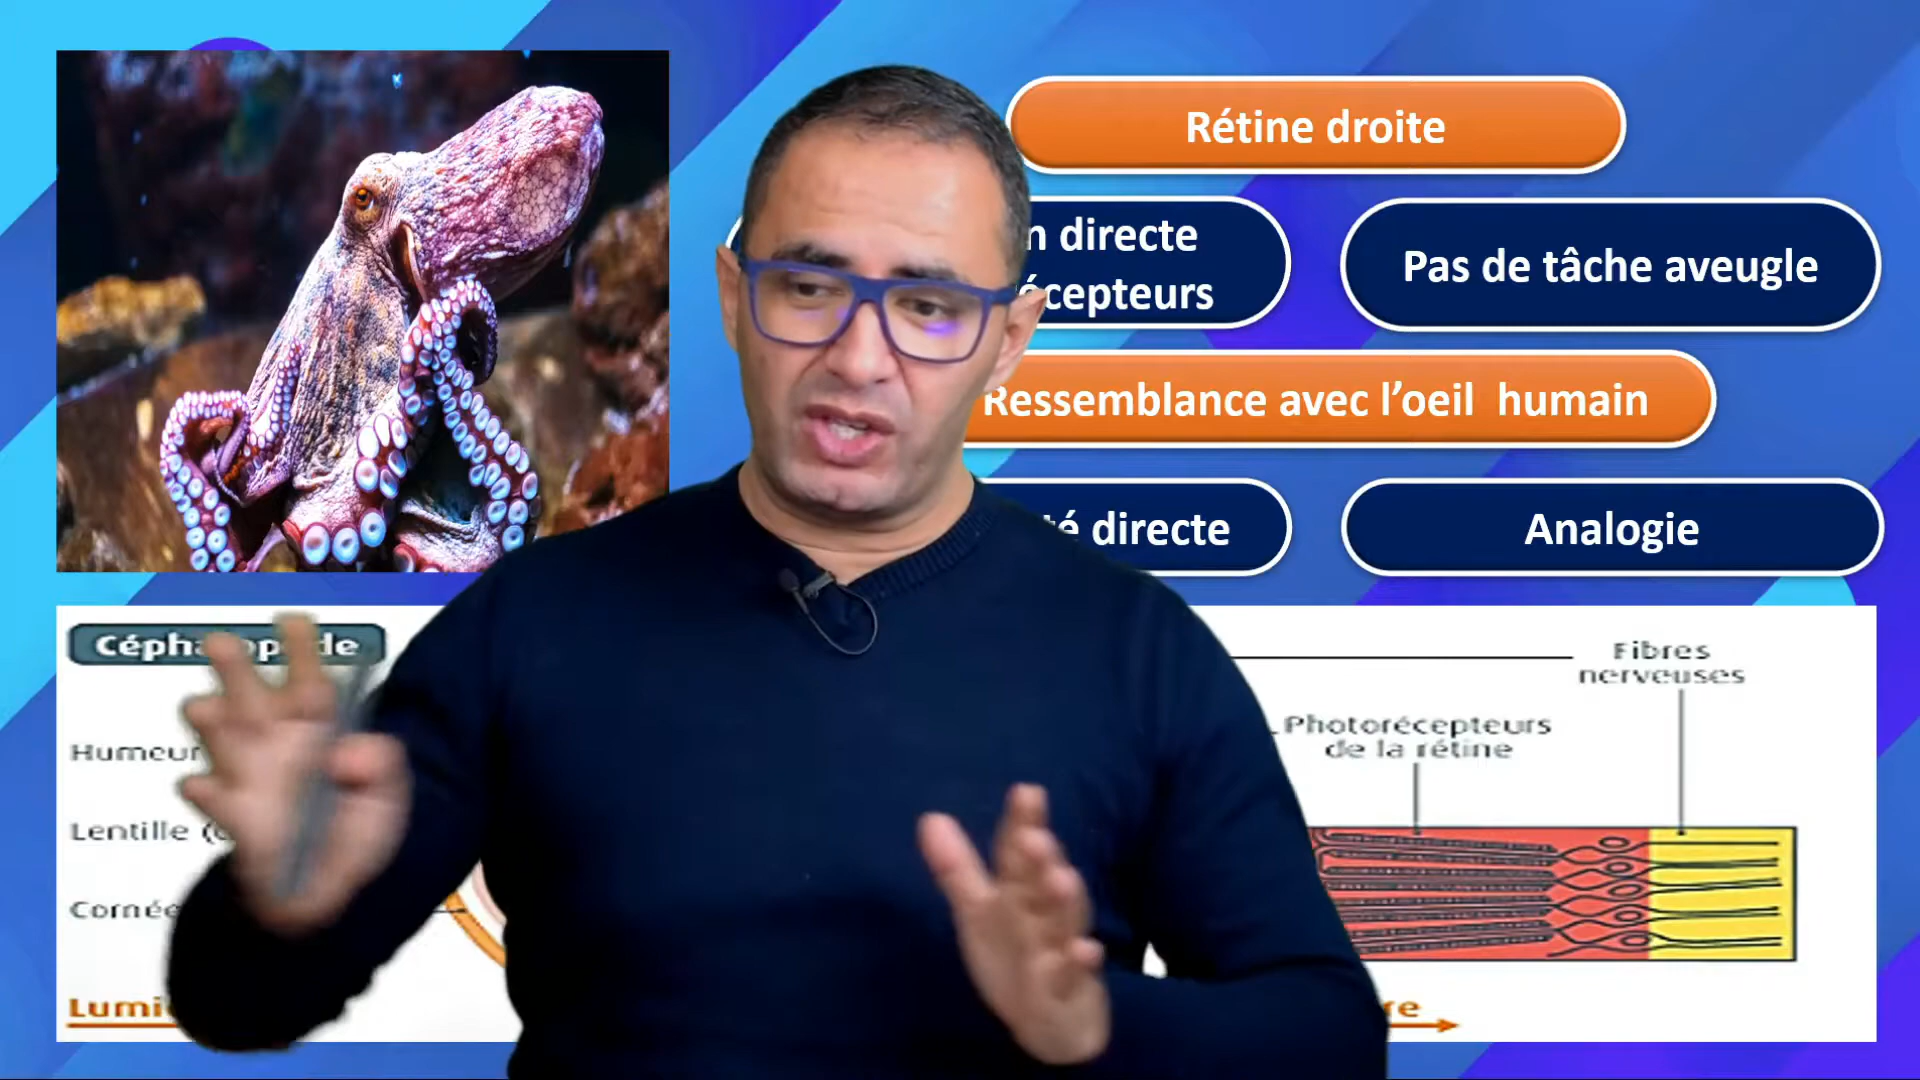 Rétine droite
directe
Pas de tâche aveugle
Ressemblance avec l’oeil humain
directe
Analogie
Fibres
nerveuses
Photorécepteurs
de la rétine
Humeur
Lentille
Cornée